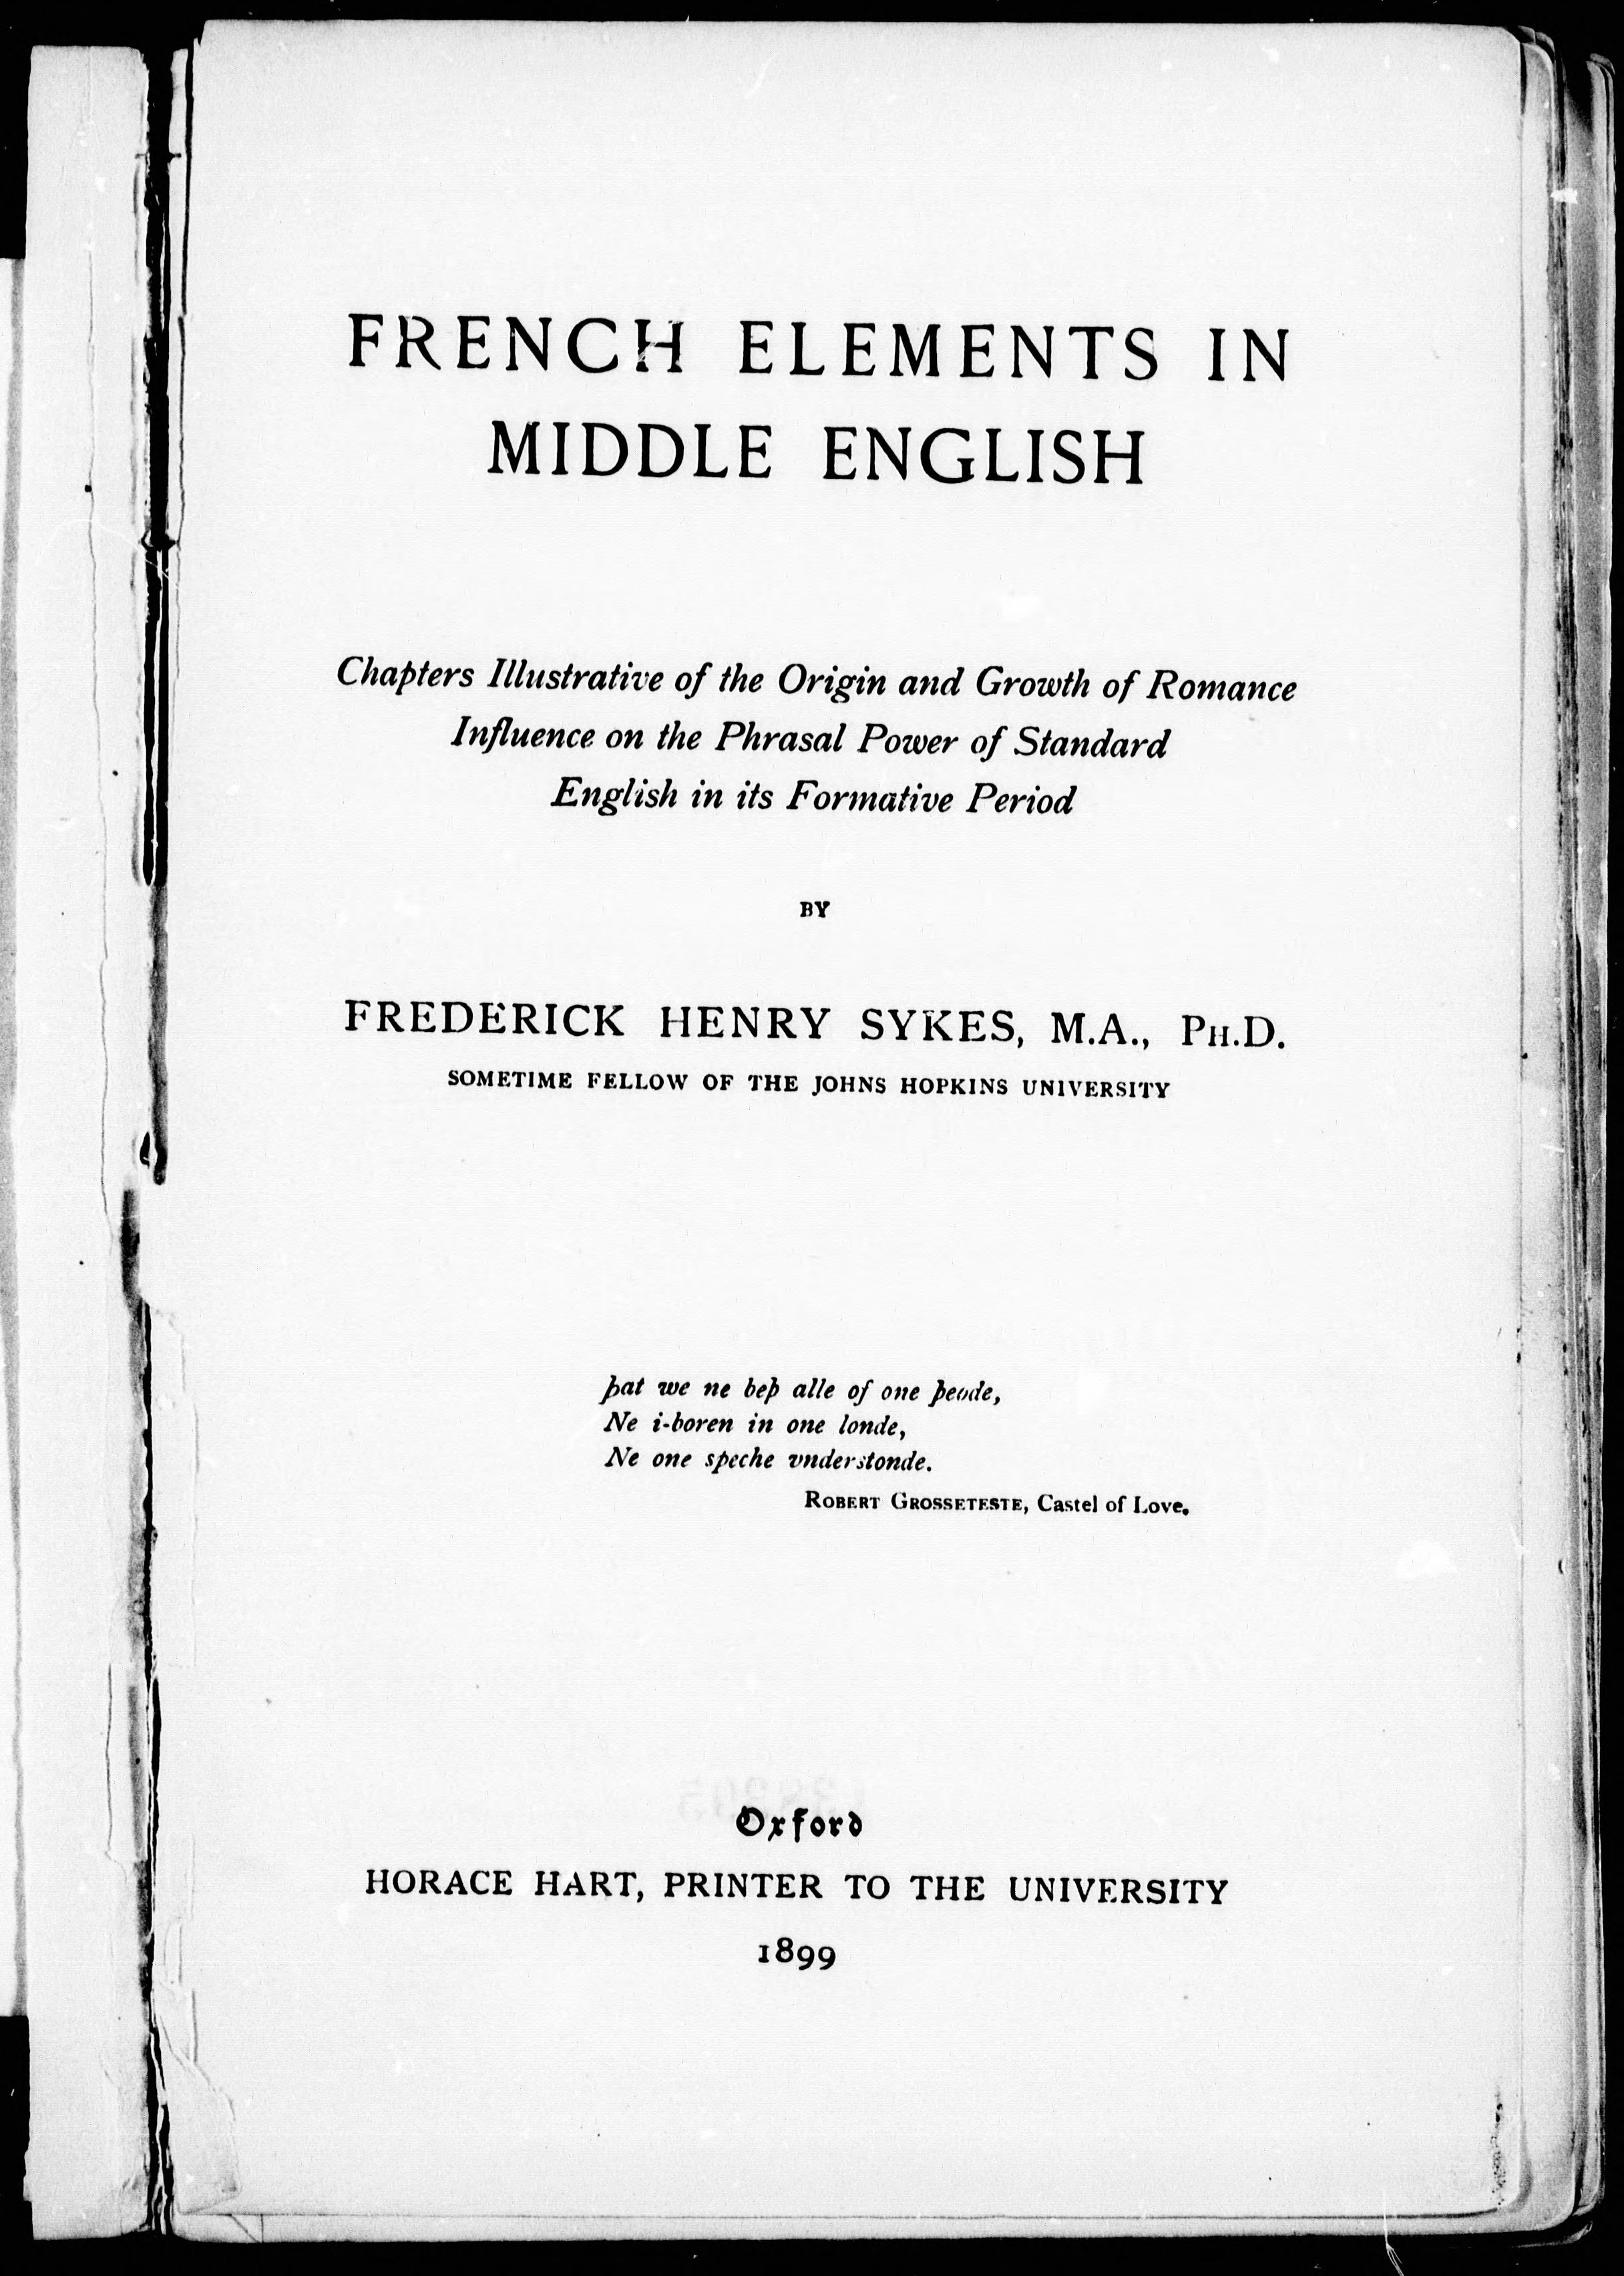 FRENCH ELEMENTS IN
MIDDLE ENGLISH
Chapters Illustrative of the Origin and Growth of Romance
Influence on the Phrasal Power of Standard
English in its Formative Period
BY
FREDERICK HENRY SYKES, M.A., PH.D.
SOMETIME FELLOW OF THE JOHNS HOPKINS UNIVERSITY
þat we ne beþ alle of one þeode,
Ne i-boren in one londe,
Ne one speche vnderstonde.
ROBERT GROSSETESTE, Castel of Love.
Oxford
HORACE HART, PRINTER TO THE UNIVERSITY
1899